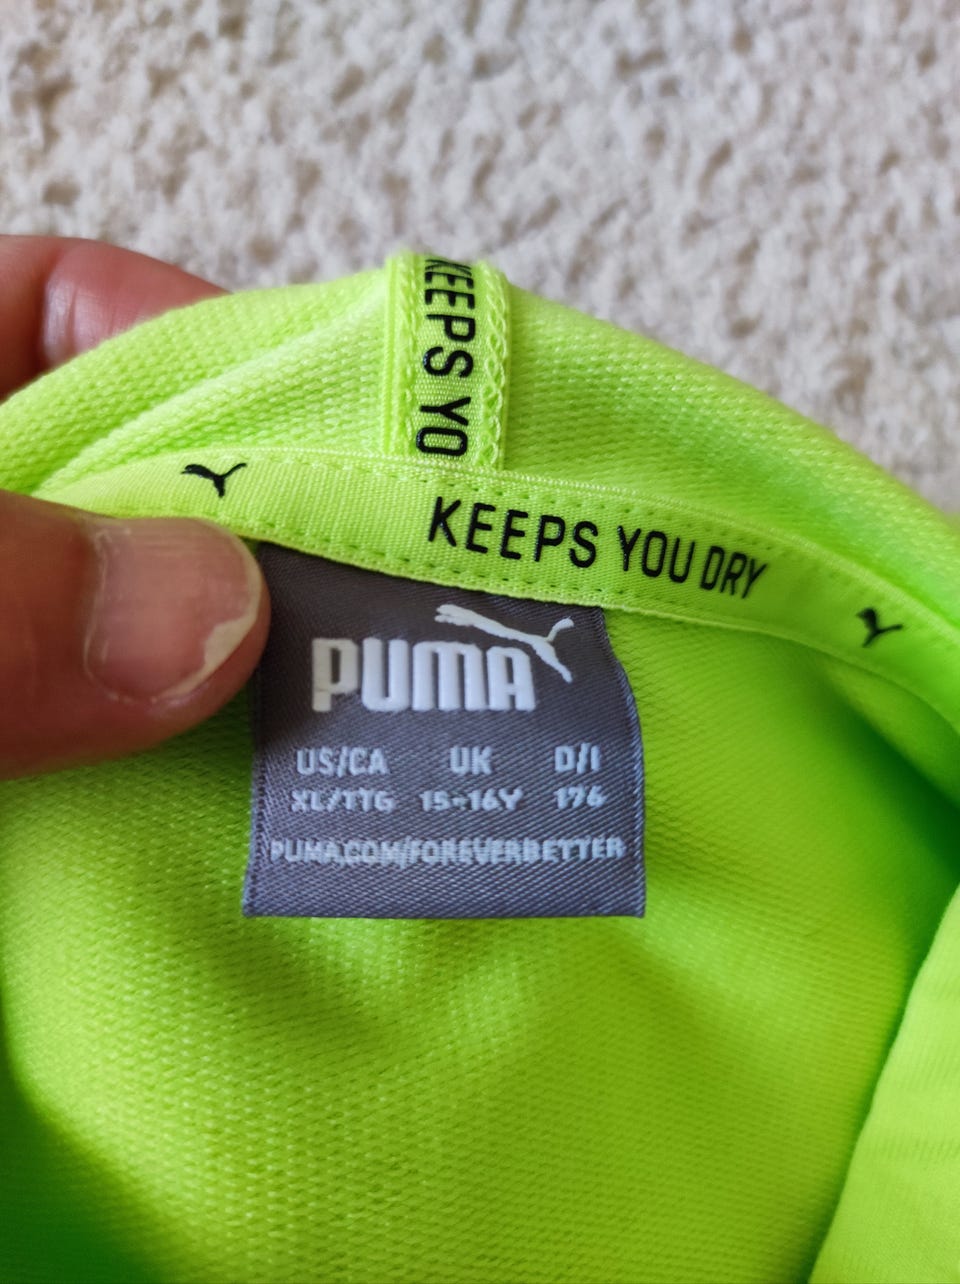 KEEPS YO
KEEPS YOU DRY
PUMA
US/CA UK D/I
XL/TTG 15-16Y 176
PUMA.COM/FOREVERBETTER